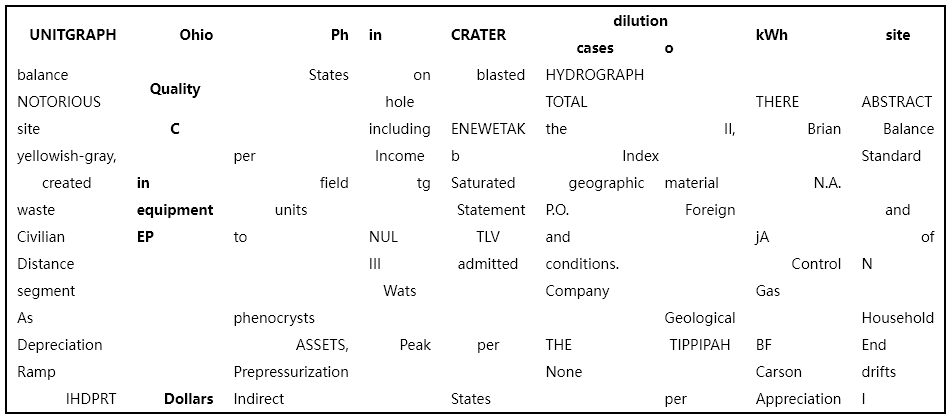 dilution
UNITGRAPH Ohio Ph in CRATER kWh site
cases o
balance States on blasted HYDROGRAPH
Quality
NOTORIOUS hole TOTAL THERE ABSTRACT
site C including ENEWETAK the II, Brian Balance
yellowish-gray, per Income b Index Standard
created in field tg Saturated geographic material N.A.
waste equipment units Statement P.O. Foreign and
Civilian EP to NUL TLV and jA of
Distance III admitted conditions. Control N
segment Wats Company Gas
As phenocrysts Geological Household
Depreciation ASSETS, Peak per THE TIPPIPAH BF End
Ramp Prepressurization None Carson drifts
IHDPRT Dollars Indirect States per Appreciation I